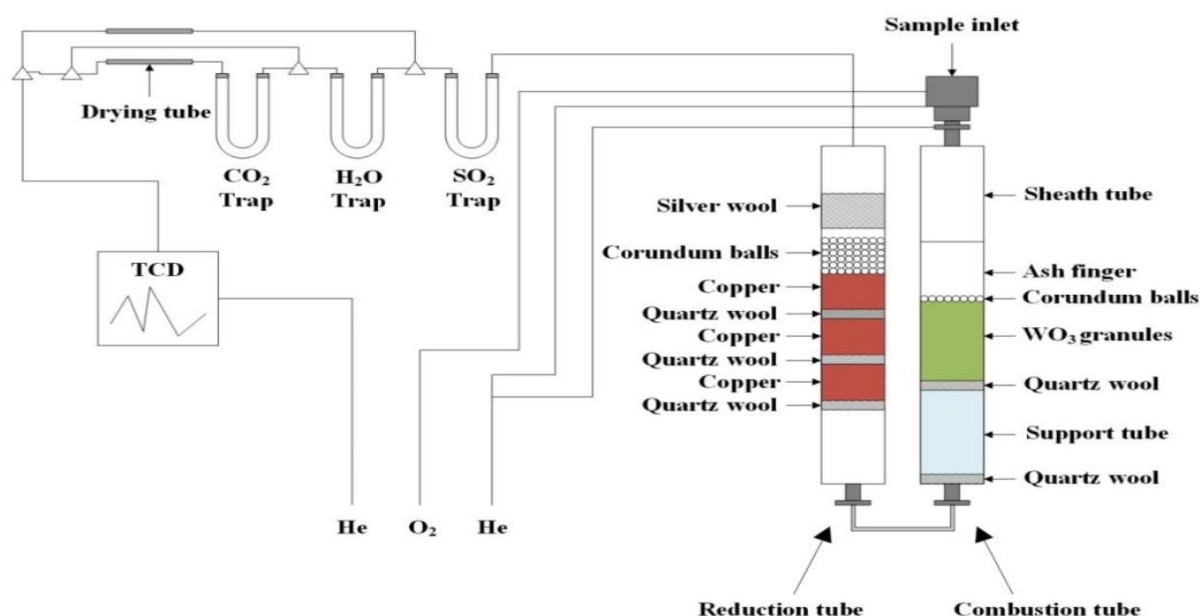 Sample inlet
Drying tube
CO₂
Trap
H₂O
Trap
SO₂
Trap
TCD
Silver wool
Corundum balls
Copper
Quartz wool
Copper
Quartz wool
Copper
Quartz wool
Sheath tube
Ash finger
Corundum balls
WO₃ granules
Quartz wool
Support tube
Quartz wool
He
O₂
He
Reduction tube
Combustion tube